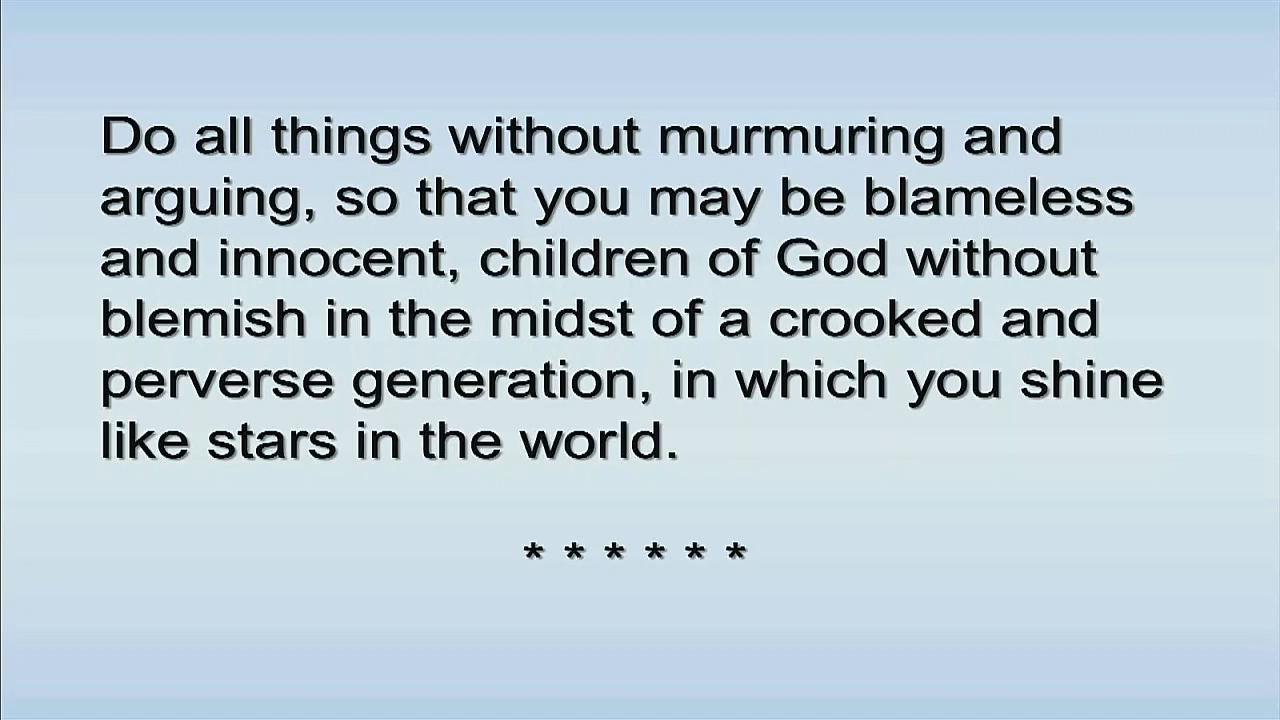 Do all things without murmuring and
arguing, so that you may be blameless
and innocent, children of God without
blemish in the midst of a crooked and
perverse generation, in which you shine
like stars in the world.
* * * * * *